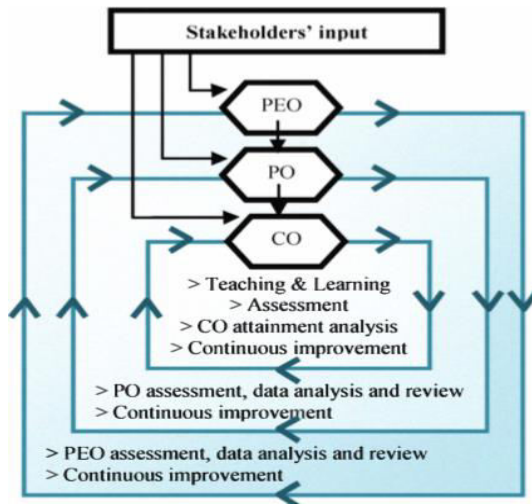 Stakeholders' input
PEO
PO
CO
> Teaching & Learning
> Assessment
> CO attainment analysis
> Continuous improvement
> PO assessment, data analysis and review
> Continuous improvement
> PEO assessment, data analysis and review
> Continuous improvement